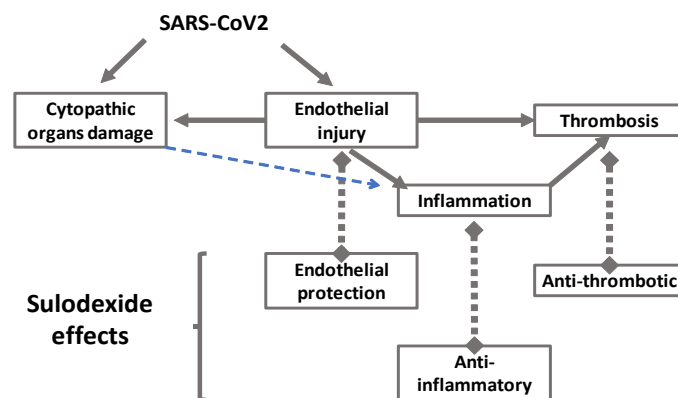 SARS-CoV2
Cytopathic
organs damage
Endothelial
injury
Thrombosis
Inflammation
Sulodexide
effects
Endothelial
protection
Anti-thrombotic
Anti-
inflammatory